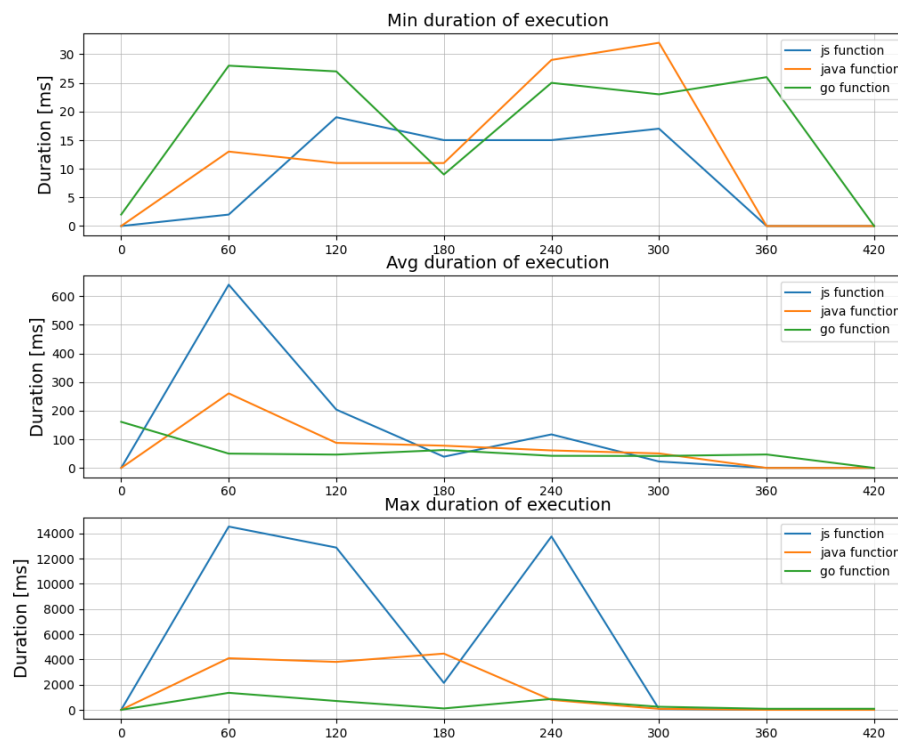 Min duration of execution
Duration [ms]
30
25
20
15
10
5
0
js function
java function
go function
0 60 120 180 240 300 360 420
Avg duration of execution
Duration [ms]
600
500
400
300
200
100
0
js function
java function
go function
0 60 120 180 240 300 360 420
Max duration of execution
Duration [ms]
14000
12000
10000
8000
6000
4000
2000
0
js function
java function
go function
0 60 120 180 240 300 360 420